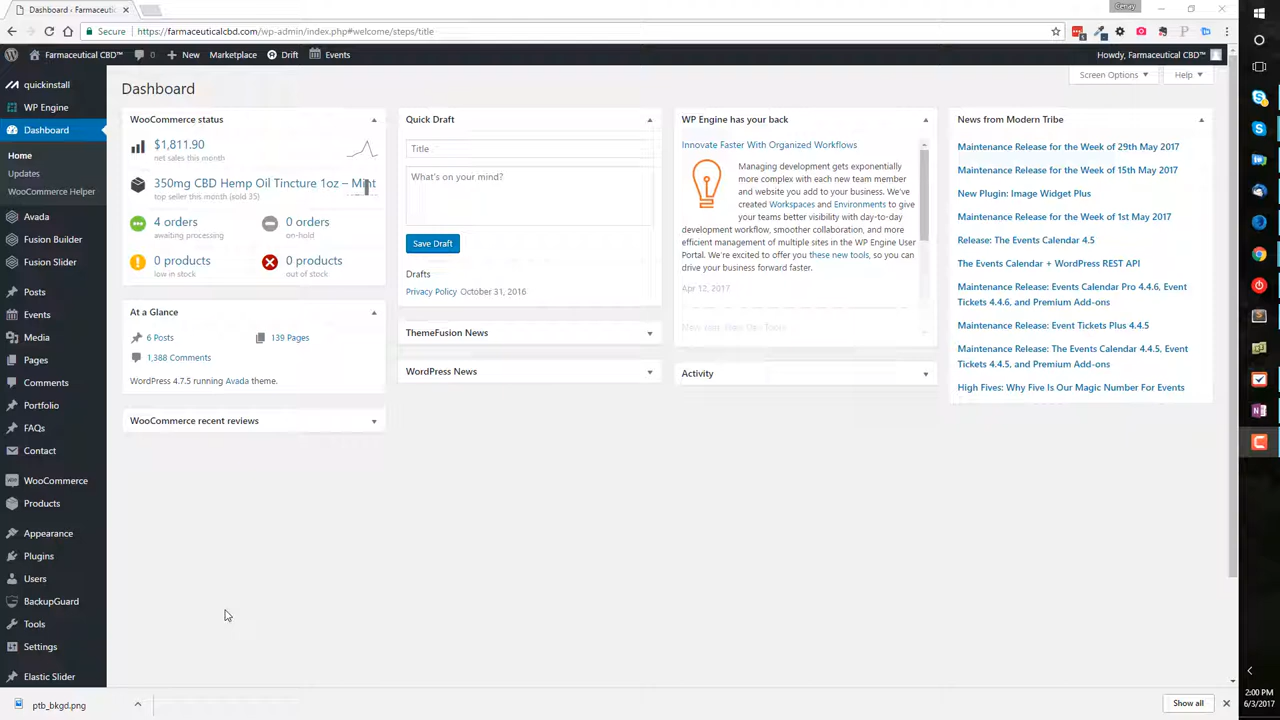 Dashboard ‹ Farmaceutic
Cenay
Secure
https://farmaceuticalcbd.com/wp-admin/index.php#welcome/steps/title
Farmaceutical CBD™
0
New
Marketplace
Drift
Events
Howdy, Farmaceutical CBD™
Screen Options
Help
quickinstall
WP Engine
Dashboard
Home
Updates
WooCommerce Helper
Avada
Fusion Builder
Fusion Slider
Posts
Events
Media
Pages
Comments
Portfolio
FAQs
Contact
WooCommerce
Products
Appearance
Plugins
Users
BackupGuard
Tools
Settings
Elastic Slider
Dashboard
WooCommerce status
$1,811.90
net sales this month
350mg CBD Hemp Oil Tincture 1oz – Mint
top seller this month (sold 35)
4 orders
awaiting processing
0 orders
on-hold
0 products
low in stock
0 products
out of stock
At a Glance
6 Posts
139 Pages
1,388 Comments
WordPress 4.7.5 running Avada theme.
WooCommerce recent reviews
Quick Draft
Title
What's on your mind?
Save Draft
Drafts
Privacy Policy October 31, 2016
ThemeFusion News
WordPress News
WP Engine has your back
Innovate Faster With Organized Workflows
Managing development gets exponentially
more complex with each new team member
and website you add to your business. We've
created Workspaces and Environments to
give your teams better visibility with day-to-day
development workflow, smoother collaboration, and more
efficient management of multiple sites in the WP Engine User
Portal. We're excited to offer you these new tools, so you can
drive your business forward faster.
Apr 12, 2017
Activity
News from Modern Tribe
Maintenance Release for the Week of 29th May 2017
Maintenance Release for the Week of 15th May 2017
New Plugin: Image Widget Plus
Maintenance Release for the Week of 1st May 2017
Release: The Events Calendar 4.5
The Events Calendar + WordPress REST API
Maintenance Release: Events Calendar Pro 4.4.6, Event
Tickets 4.4.6, and Premium Add-ons
Maintenance Release: Event Tickets Plus 4.4.5
Maintenance Release: The Events Calendar 4.4.5, Event
Tickets 4.4.5, and Premium Add-ons
High Fives: Why Five Is Our Magic Number For Events
ptb_bkgd.png
Show all
2:00 PM
6/3/2017